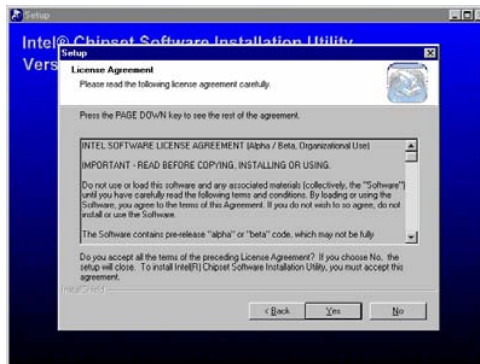 Setup
Intel® Chipset Software Installation Utility
Vers
Setup
License Agreement
Please read the following license agreement carefully.
Press the PAGE DOWN key to see the rest of the agreement.
INTEL SOFTWARE LICENSE AGREEMENT (Alpha / Beta, Organizational Use)
IMPORTANT - READ BEFORE COPYING, INSTALLING OR USING.
Do not use or load this software and any associated materials (collectively, the "Software")
until you have carefully read the following terms and conditions. By loading or using the
Software, you agree to the terms of this Agreement. If you do not wish to so agree, do not
install or use the Software.
The Software contains pre-release "alpha" or "beta" code, which may not be fully
Do you accept all the terms of the preceding License Agreement? If you choose No, the
setup will close. To install Intel(R) Chipset Software Installation Utility, you must accept this
agreement.
InstallShield
< Back
Yes
No